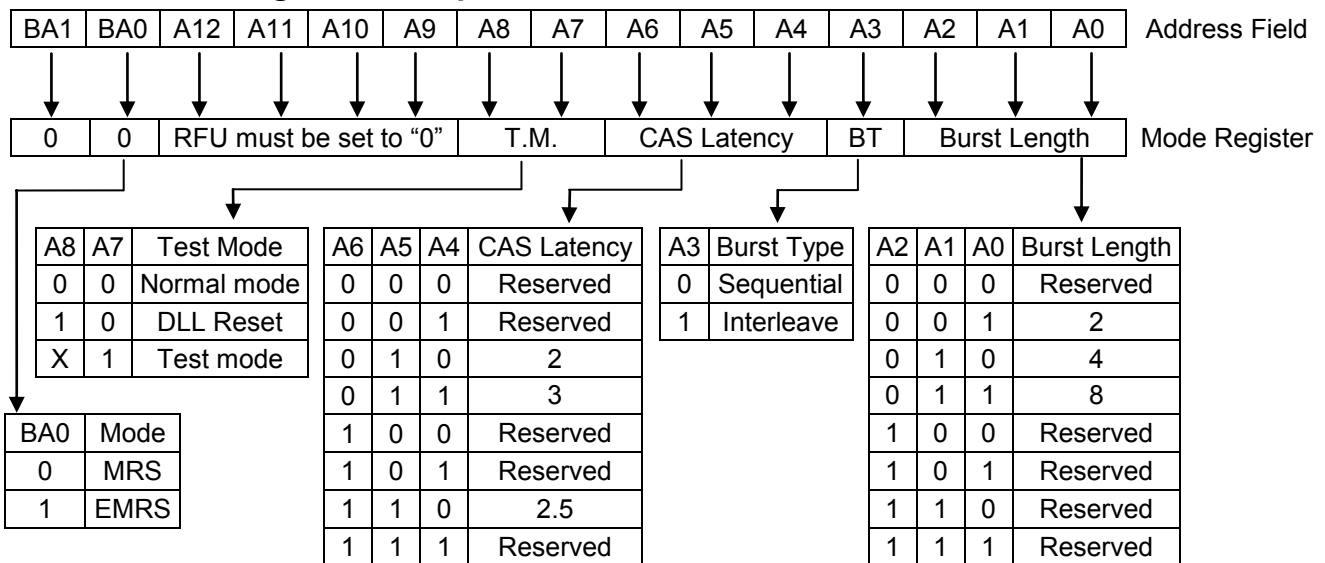 BA1 BA0 A12 A11 A10 A9 A8 A7 A6 A5 A4 A3 A2 A1 A0 Address Field
0 0 RFU must be set to “0” T.M. CAS Latency BT Burst Length Mode Register
A8 A7 Test Mode
0 0 Normal mode
1 0 DLL Reset
X 1 Test mode
BA0 Mode
0 MRS
1 EMRS
A6 A5 A4 CAS Latency
0 0 0 Reserved
0 0 1 Reserved
0 1 0 2
0 1 1 3
1 0 0 Reserved
1 0 1 Reserved
1 1 0 2.5
1 1 1 Reserved
A3 Burst Type
0 Sequential
1 Interleave
A2 A1 A0 Burst Length
0 0 0 Reserved
0 0 1 2
0 1 0 4
0 1 1 8
1 0 0 Reserved
1 0 1 Reserved
1 1 0 Reserved
1 1 1 Reserved